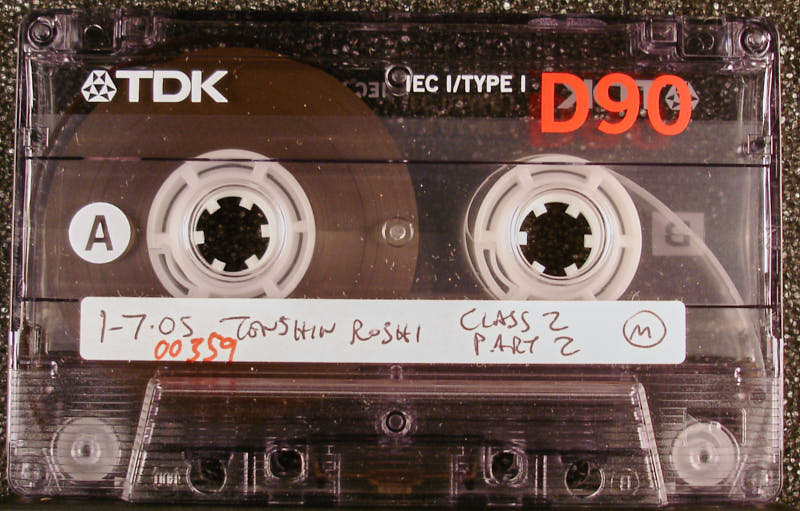 TDK
IEC I/TYPE I
D90
A
1-7.05 TENSHIN ROSHI CLASS 2
00359 PART 2
M